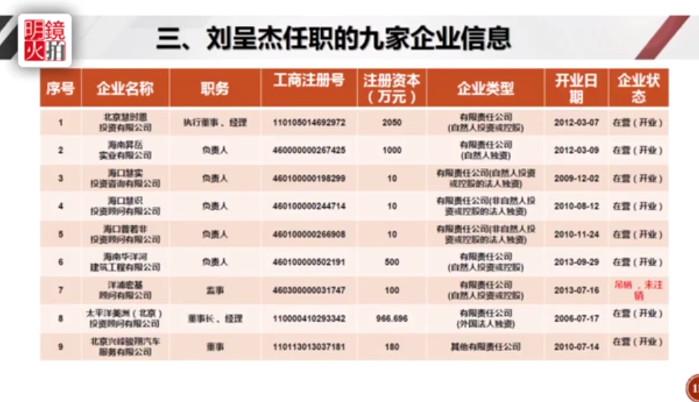 明鏡
火拍
三、刘呈杰任职的九家企业信息
序号 企业名称 职务 工商注册号 注册资本（万元） 企业类型 开业日期 企业状态
1 北京慧时恩投资有限公司 执行董事、经理 110105014692972 2050 有限责任公司(自然人投资或控股) 2012-03-07 在营（开业）
2 海南昇岳实业有限公司 负责人 460000000267425 1000 有限责任公司(自然人独资) 2012-03-09 在营（开业）
3 海口慧实投资咨询有限公司 负责人 460100000198299 10 有限责任公司(自然人投资或控股的法人独资) 2009-12-02 在营（开业）
4 海口慧识投资顾问有限公司 负责人 460100000244714 10 有限责任公司(非自然人投资或控股的法人独资) 2010-08-12 在营（开业）
5 海口普若非投资顾问有限公司 负责人 460100000266908 10 有限责任公司(非自然人投资或控股的法人独资) 2010-11-24 在营（开业）
6 海南华洋河建筑工程有限公司 负责人 460100000502191 500 有限责任公司(自然人投资或控股) 2013-09-29 在营（开业）
7 洋浦宏基投资顾问有限公司 监事 460300000031747 100 有限责任公司(自然人投资或控股) 2013-07-16 吊销，未注销
8 太平洋美洲（北京）投资顾问有限公司 董事长、经理 110000410293342 966.696 有限责任公司(外国法人独资) 2006-07-17 在营（开业）
9 北京兴峰骏翔汽车服务有限公司 董事 110113013037181 180 其他有限责任公司 2010-07-14 在营（开业）